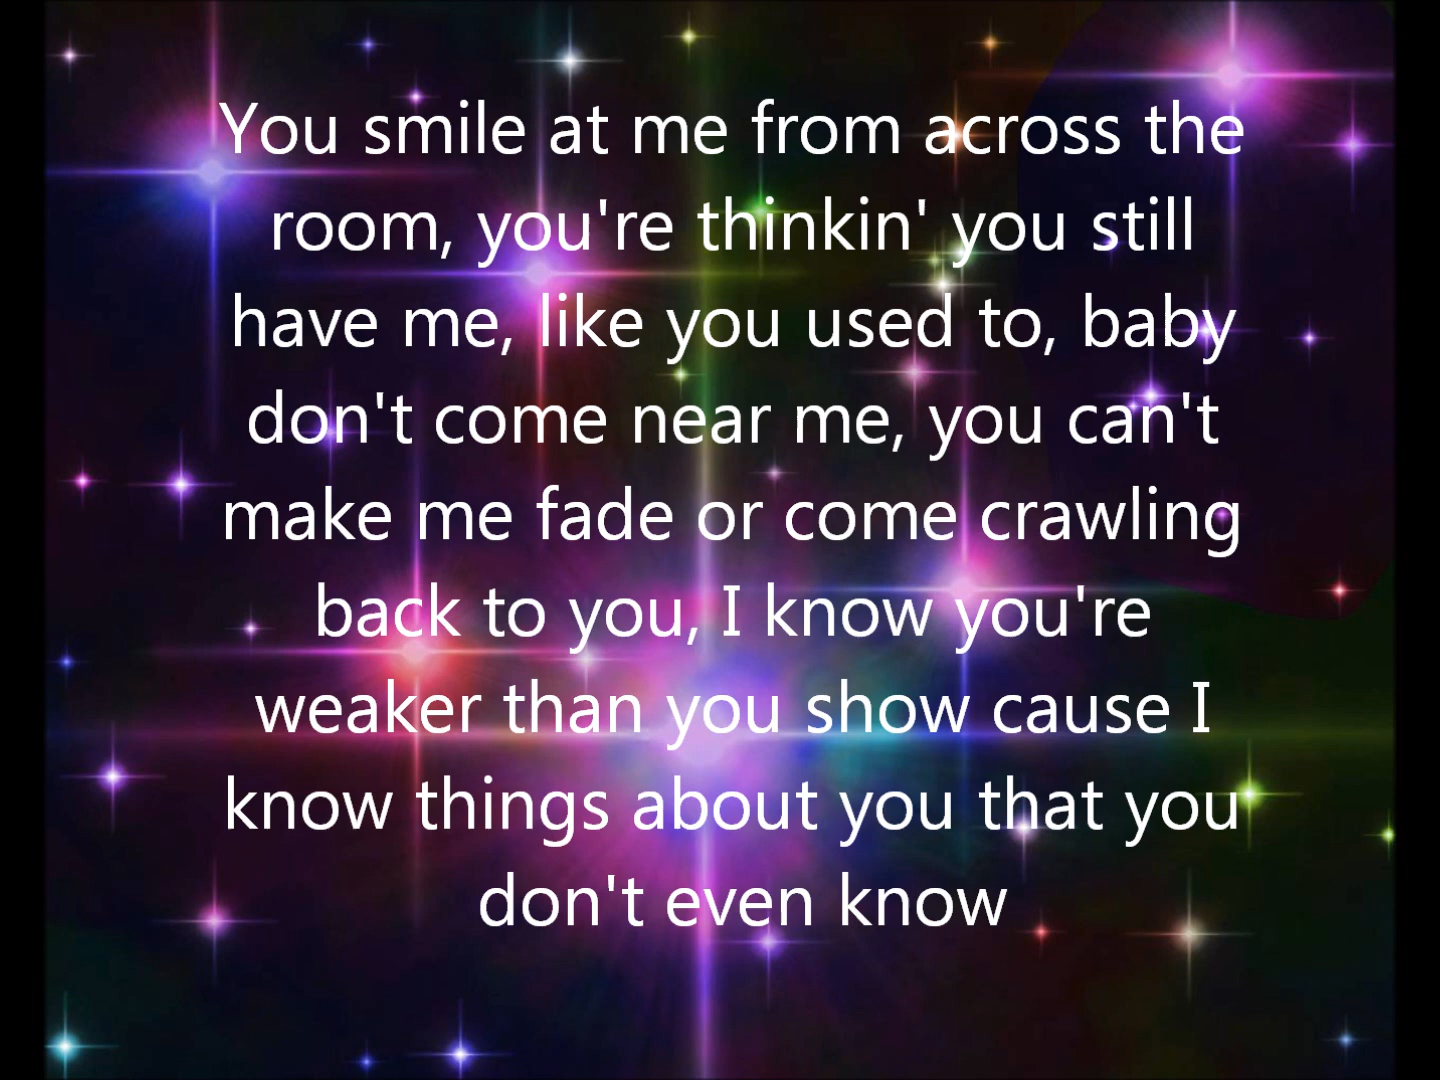 You smile at me from across the
room, you're thinkin' you still
have me, like you used to, baby
don't come near me, you can't
make me fade or come crawling
back to you, I know you're
weaker than you show cause I
know things about you that you
don't even know